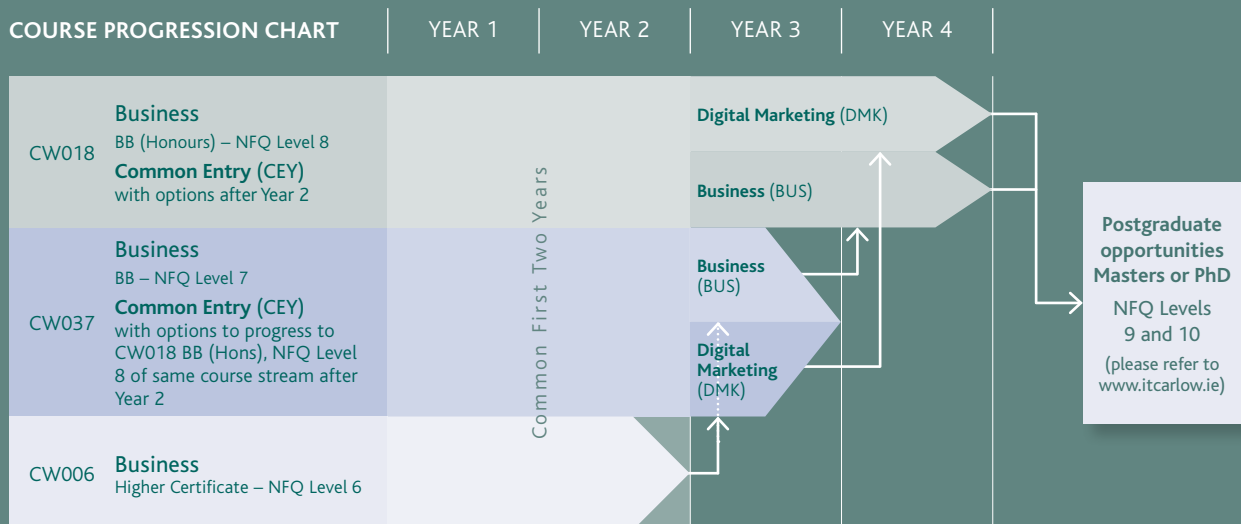 COURSE PROGRESSION CHART
YEAR 1
YEAR 2
YEAR 3
YEAR 4
CW018
Business
BB (Honours) – NFQ Level 8
Common Entry (CEY)
with options after Year 2
Digital Marketing (DMK)
Business (BUS)
CW037
Business
BB – NFQ Level 7
Common Entry (CEY)
with options to progress to
CW018 BB (Hons), NFQ Level
8 of same course stream after
Year 2
Common First Two Years
Business
(BUS)
Digital
Marketing
(DMK)
CW006
Business
Higher Certificate – NFQ Level 6
Postgraduate
opportunities
Masters or PhD
NFQ Levels
9 and 10
(please refer to
www.itcarlow.ie)